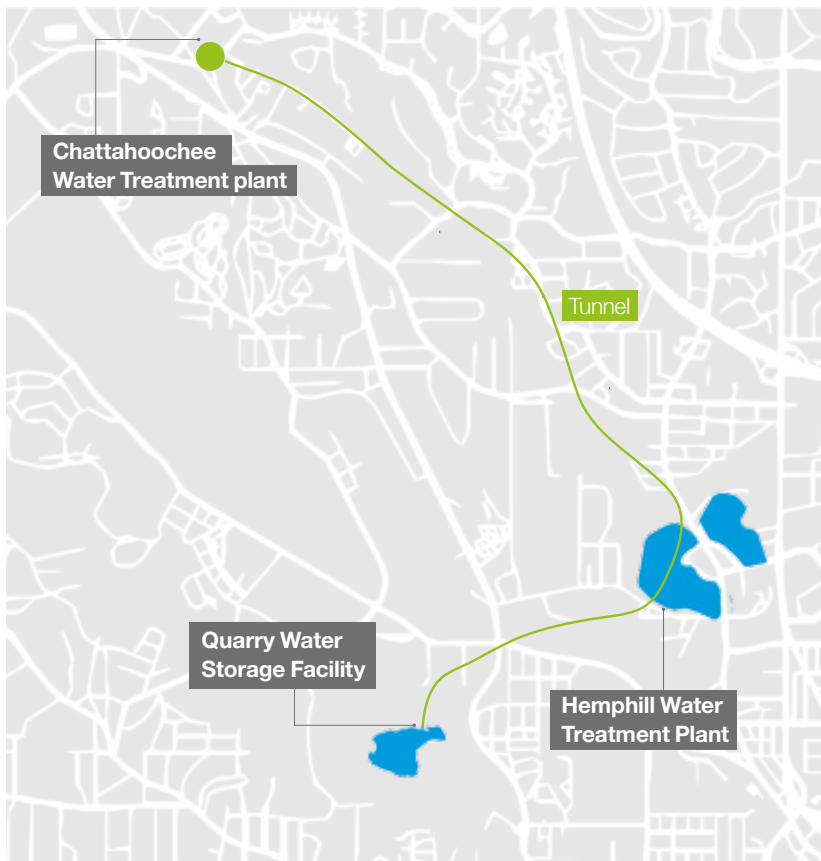 Chattahoochee
Water Treatment plant
Tunnel
Quarry Water
Storage Facility
Hemphill Water
Treatment Plant